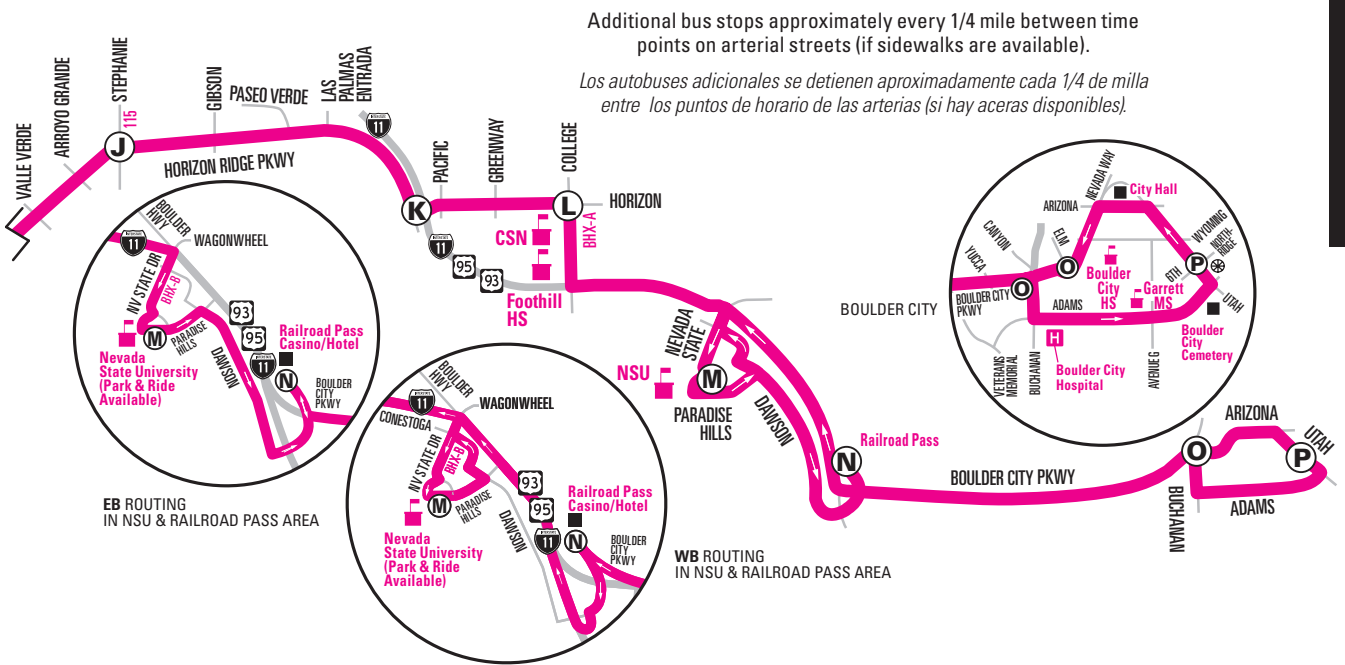 Additional bus stops approximately every 1/4 mile between time
points on arterial streets (if sidewalks are available).
Los autobuses adicionales se detienen aproximadamente cada 1/4 de milla
entre los puntos de horario de las arterias (si hay aceras disponibles).
VALLE VERDE
ARROYO GRANDE
STEPHANIE
115
J
GIBSON
PASEO VERDE
LAS
PALMAS
ENTRADA
INTERSTATE
11
HORIZON RIDGE PKWY
K
PACIFIC
GREENWAY
COLLEGE
L
HORIZON
BHX-A
CSN
11
95
93
Foothill
HS
NEVADA
STATE
NSU
M
PARADISE
HILLS
DAWSON
N
Railroad Pass
BOULDER CITY PKWY
O
ARIZONA
UTAH
P
ADAMS
BUCHANAN
BOULDER
HWY
11
WAGONWHEEL
NV STATE DR
BHX-B
M
PARADISE
HILLS
Nevada
State University
(Park & Ride
Available)
DAWSON
93
95
11
Railroad Pass
Casino/Hotel
N
BOULDER
CITY
PKWY
EB ROUTING
IN NSU & RAILROAD PASS AREA
BOULDER
HWY
11
WAGONWHEEL
CONESTOGA
NV STATE DR
BHX-B
M
PARADISE
HILLS
Nevada
State University
(Park & Ride
Available)
DAWSON
93
95
11
Railroad Pass
Casino/Hotel
N
BOULDER
CITY
PKWY
WB ROUTING
IN NSU & RAILROAD PASS AREA
BOULDER CITY
NEVADA WAY
City Hall
ARIZONA
WYOMING
NORTH-
RIDGE
CANYON
ELM
YUCCA
O
O
P
6TH
UTAH
Boulder
City
HS
Garrett
MS
BOULDER CITY
PKWY
ADAMS
H
Boulder City
Hospital
Boulder
City
Cemetery
VETERANS
MEMORIAL
BUCHANAN
AVENUE G